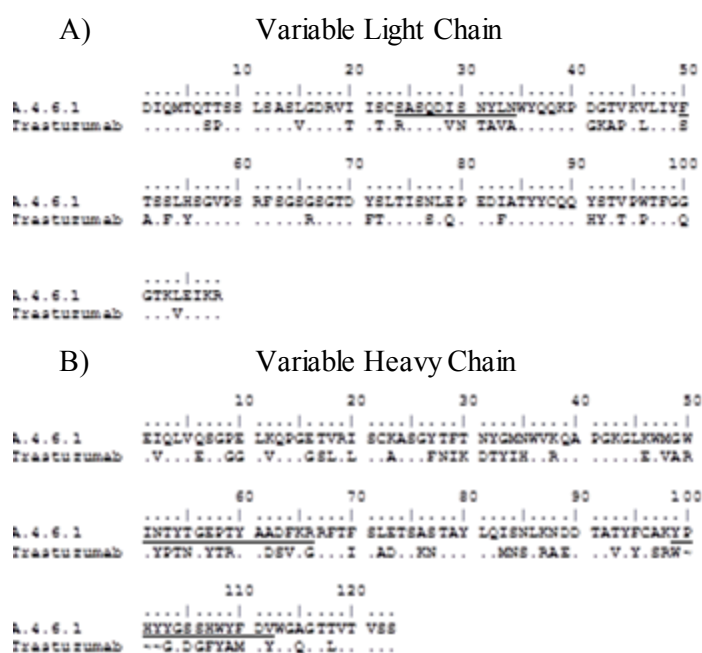 A) Variable Light Chain
10 20 30 40 50
....|....| ....|....| ....|....| ....|....| ....|....|
A.4.6.1 DIQMTQTTSS LSASLGDRVI ISCSASQDIS NYLNWYQQKP DGTVKVLIYF
Trastuzumab ......SP.. ....V....T .T.R....VN TAVA...... GKAP.L...S
60 70 80 90 100
....|....| ....|....| ....|....| ....|....| ....|....|
A.4.6.1 TSSLHSGVPS RFSGSGSGTD YSLTISNLEP EDIATYYCQQ YSTVPWTFGG
Trastuzumab A.F.Y..... .....R.... FT....S.Q. ..F....... HY.T.P...Q
....|...
A.4.6.1 GTKLEIKR
Trastuzumab ...V....
B) Variable Heavy Chain
10 20 30 40 50
....|....| ....|....| ....|....| ....|....| ....|....|
A.4.6.1 EIQLVQSGPE LKQPGETVRI SCKASGYTFT NYGMNWVKQA PGKGLKWMGW
Trastuzumab .V...E..GG .V...GSL.L ..A...FNIK DTYIH..R.. .....E.VAR
60 70 80 90 100
....|....| ....|....| ....|....| ....|....| ....|....|
A.4.6.1 INTYTGEPTY AADFKRRFTF SLETSASTAY LQISNLKNDD TATYFCAKYP
Trastuzumab .YPTN.YTR. .DSV.G...I .AD..KN... ..MNS.RAE. ..V.Y.SRW~
110 120
....|....| ....|....| ...
A.4.6.1 HYYGSSHWYF DVWGAGTTVT VSS
Trastuzumab ~~G.DGFYAM .Y..Q..L.. ...